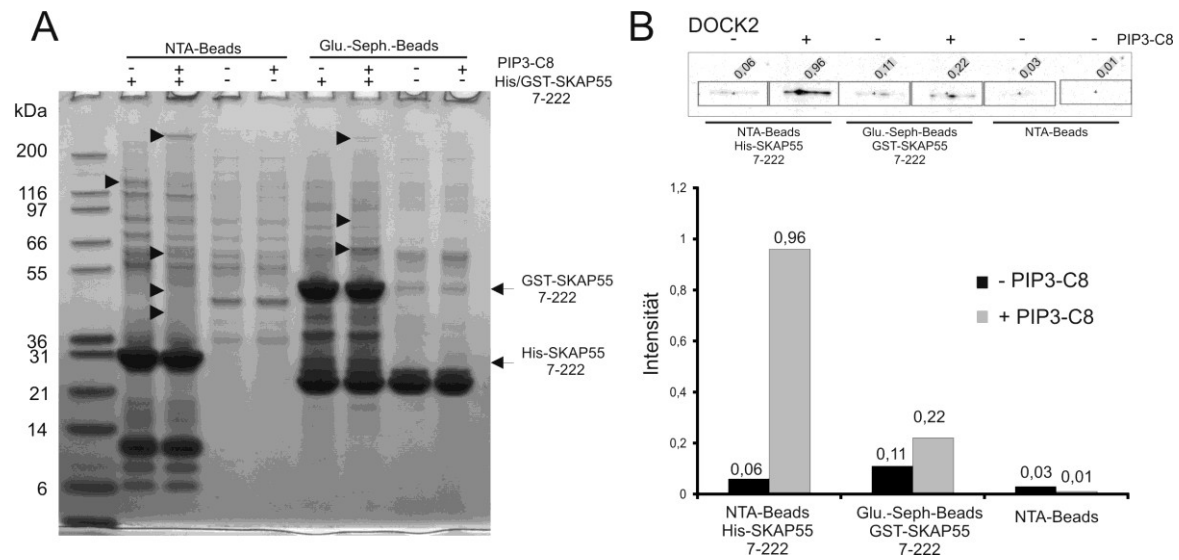 A
NTA-Beads Glu.-Seph.-Beads
- + - + - + - + PIP3-C8
+ + - - + + - - His/GST-SKAP55
7-222
kDa
200
116
97
66
55
36
31
21
14
6
GST-SKAP55
7-222
His-SKAP55
7-222
B
DOCK2
- + - + - - PIP3-C8
0,06 0,96 0,11 0,22 0,03 0,01
NTA-Beads Glu.-Seph-Beads NTA-Beads
His-SKAP55 GST-SKAP55
7-222 7-222
Intensität
1,2
1
0,8
0,6
0,4
0,2
0
0,06
0,96
0,11
0,22
0,03
0,01
- PIP3-C8
+ PIP3-C8
NTA-Beads Glu.-Seph-Beads NTA-Beads
His-SKAP55 GST-SKAP55
7-222 7-222